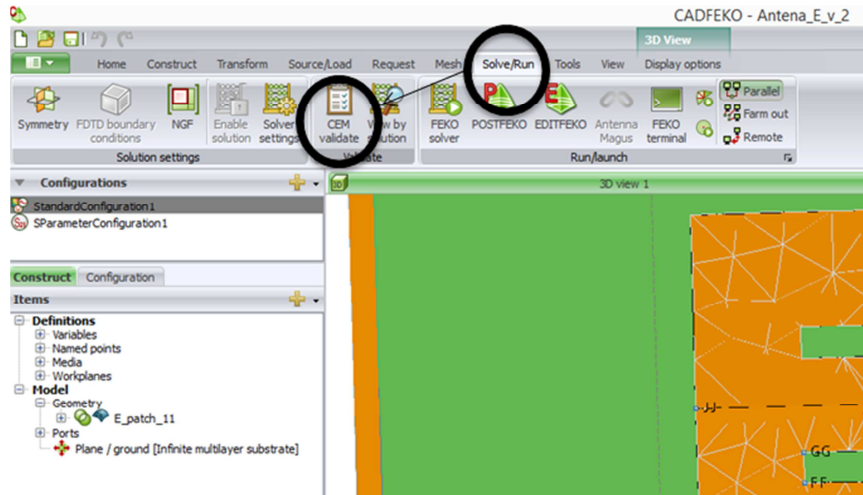 CADFEKO - Antena_E_v_2
3D View
Home Construct Transform Source/Load Request Mesh Solve/Run Tools View Display options
Symmetry
FDTD boundary conditions
NGF
Enable solution
Solver settings
CEM validate
View by solution
FEKO solver
POSTFEKO
EDITFEKO
Antenna Magus
FEKO terminal
Parallel
Farm out
Remote
Solution settings
Validate
Run/launch
Configurations
StandardConfiguration1
SParameterConfiguration1
Construct Configuration
Items
Definitions
Variables
Named points
Media
Workplanes
Model
Geometry
E_patch_11
Ports
Plane / ground [Infinite multilayer substrate]
3D view 1
GG
FF